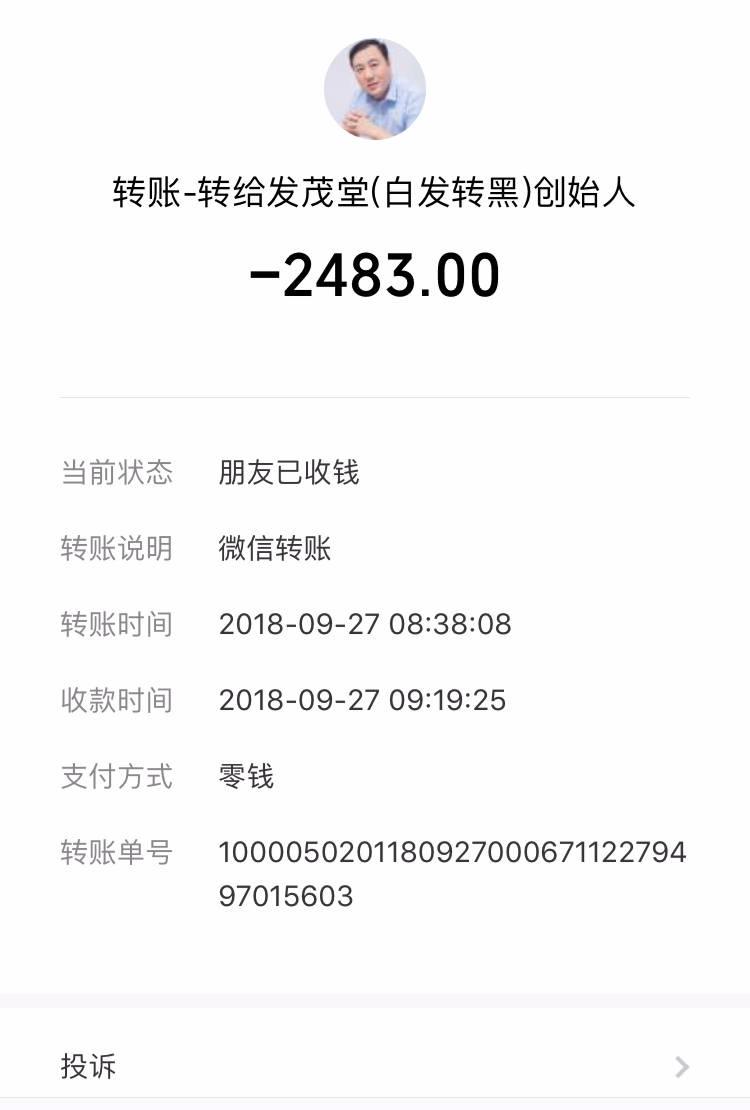 转账-转给发茂堂(白发转黑)创始人
-2483.00
当前状态 朋友已收钱
转账说明 微信转账
转账时间 2018-09-27 08:38:08
收款时间 2018-09-27 09:19:25
支付方式 零钱
转账单号 1000050201180927000671122794
97015603
投诉